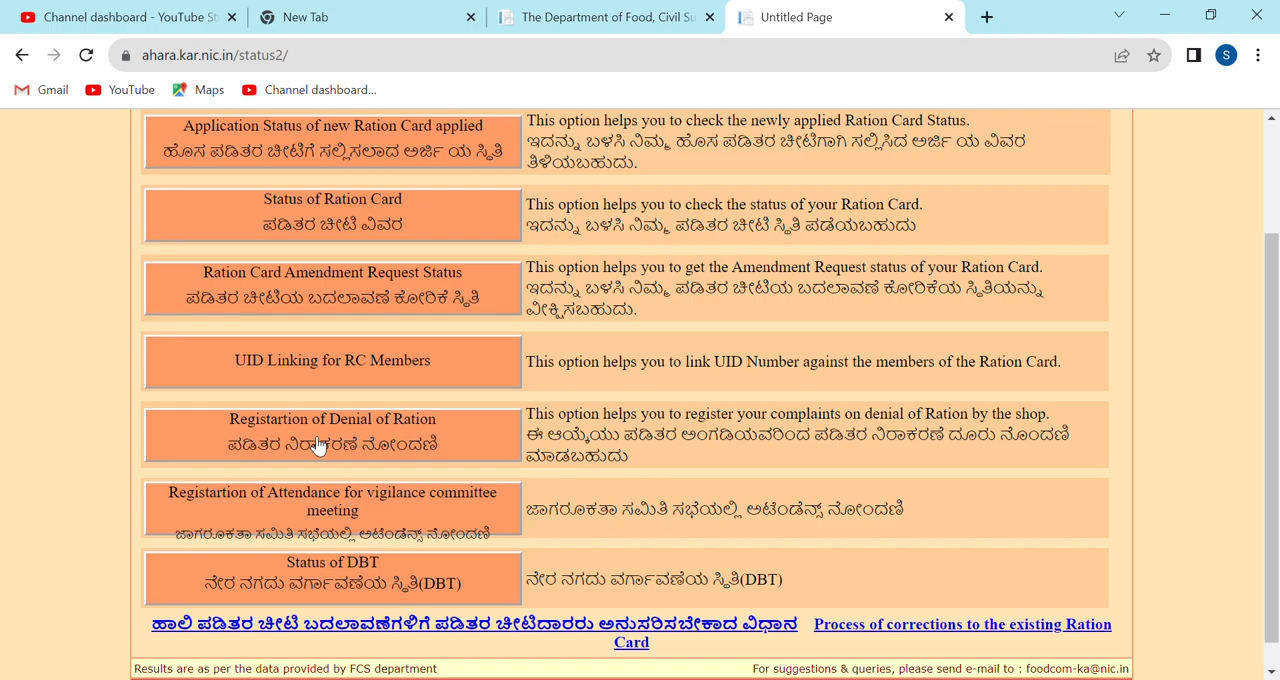 Channel dashboard - YouTube St
New Tab
The Department of Food, Civil Su
Untitled Page
ahara.kar.nic.in/status2/
S
Gmail
YouTube
Maps
Channel dashboard...
Application Status of new Ration Card applied
ಹೊಸ ಪಡಿತರ ಚೀಟಿಗೆ ಸಲ್ಲಿಸಲಾದ ಅರ್ಜಿ ಯ ಸ್ಥಿತಿ
This option helps you to check the newly applied Ration Card Status.
ಇದನ್ನು ಬಳಸಿ ನಿಮ್ಮ ಹೊಸ ಪಡಿತರ ಚೀಟಿಗಾಗಿ ಸಲ್ಲಿಸಿದ ಅರ್ಜಿ ಯ ವಿವರ
ತಿಳಿಯಬಹುದು.
Status of Ration Card
ಪಡಿತರ ಚೀಟಿ ವಿವರ
This option helps you to check the status of your Ration Card.
ಇದನ್ನು ಬಳಸಿ ನಿಮ್ಮ ಪಡಿತರ ಚೀಟಿ ಸ್ಥಿತಿ ಪಡೆಯಬಹುದು
Ration Card Amendment Request Status
ಪಡಿತರ ಚೀಟಿಯ ಬದಲಾವಣೆ ಕೋರಿಕೆ ಸ್ಥಿತಿ
This option helps you to get the Amendment Request status of your Ration Card.
ಇದನ್ನು ಬಳಸಿ ನಿಮ್ಮ ಪಡಿತರ ಚೀಟಿಯ ಬದಲಾವಣೆ ಕೋರಿಕೆಯ ಸ್ಥಿತಿಯನ್ನು
ವೀಕ್ಷಿಸಬಹುದು.
UID Linking for RC Members
This option helps you to link UID Number against the members of the Ration Card.
Registartion of Denial of Ration
ಪಡಿತರ ನಿರಾಕರಣೆ ನೋಂದಣಿ
This option helps you to register your complaints on denial of Ration by the shop.
ಈ ಆಯ್ಕೆಯು ಪಡಿತರ ಅಂಗಡಿಯವರಿಂದ ಪಡಿತರ ನಿರಾಕರಣೆ ದೂರು ನೊಂದಣಿ
ಮಾಡಬಹುದು
Registartion of Attendance for vigilance committee
meeting
ಜಾಗರೂಕತಾ ಸಮಿತಿ ಸಭೆಯಲ್ಲಿ ಅಟೆಂಡೆನ್ಸ್ ನೋಂದಣಿ
ಜಾಗರೂಕತಾ ಸಮಿತಿ ಸಭೆಯಲ್ಲಿ ಅಟೆಂಡೆನ್ಸ್ ನೋಂದಣಿ
Status of DBT
ನೇರ ನಗದು ವರ್ಗಾವಣೆಯ ಸ್ಥಿತಿ(DBT)
ನೇರ ನಗದು ವರ್ಗಾವಣೆಯ ಸ್ಥಿತಿ(DBT)
ಹಾಲಿ ಪಡಿತರ ಚೀಟಿ ಬದಲಾವಣೆಗಳಿಗೆ ಪಡಿತರ ಚೀಟಿದಾರರು ಅನುಸರಿಸಬೇಕಾದ ವಿಧಾನ Process of corrections to the existing Ration
Card
Results are as per the data provided by FCS department
For suggestions & queries, please send e-mail to : foodcom-ka@nic.in